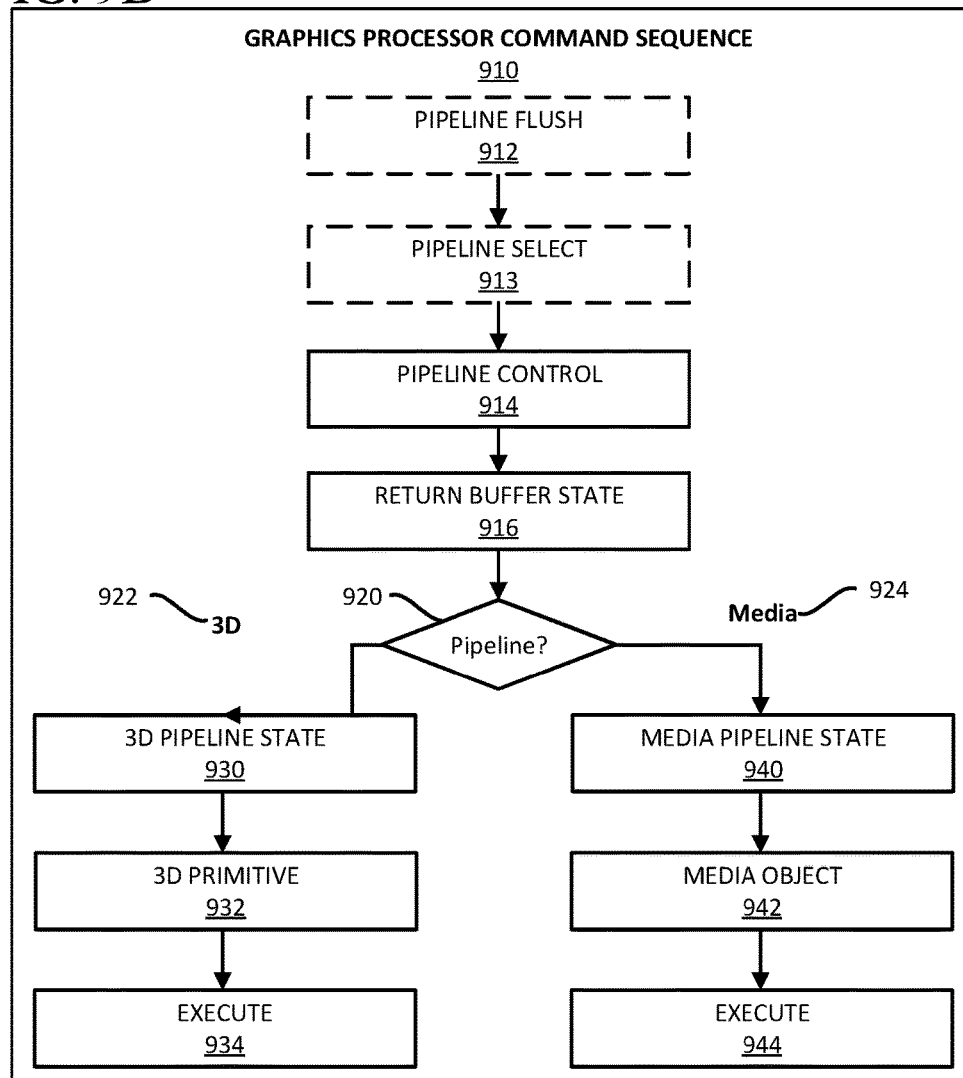 GRAPHICS PROCESSOR COMMAND SEQUENCE
910
PIPELINE FLUSH
912
PIPELINE SELECT
913
PIPELINE CONTROL
914
RETURN BUFFER STATE
916
922
3D
920
Pipeline?
Media
924
3D PIPELINE STATE
930
MEDIA PIPELINE STATE
940
3D PRIMITIVE
932
MEDIA OBJECT
942
EXECUTE
934
EXECUTE
944